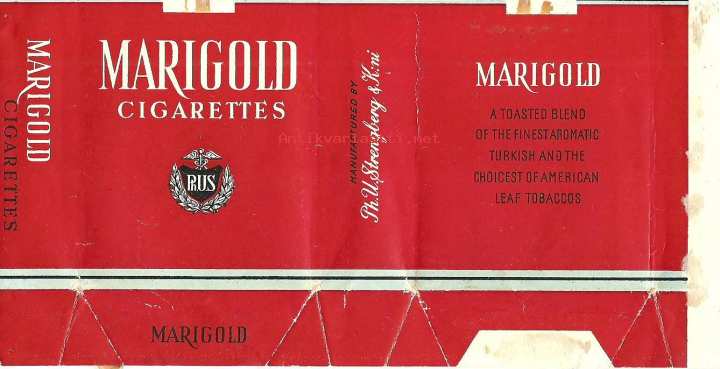 MARIGOLD
CIGARETTES
MARIGOLD
CIGARETTES
PUS
MANUFACTURED BY
Ph.U.Strengberg & K:ni
MARIGOLD
A TOASTED BLEND
OF THE FINEST AROMATIC
TURKISH AND THE
CHOICEST OF AMERICAN
LEAF TOBACCOS
MARIGOLD